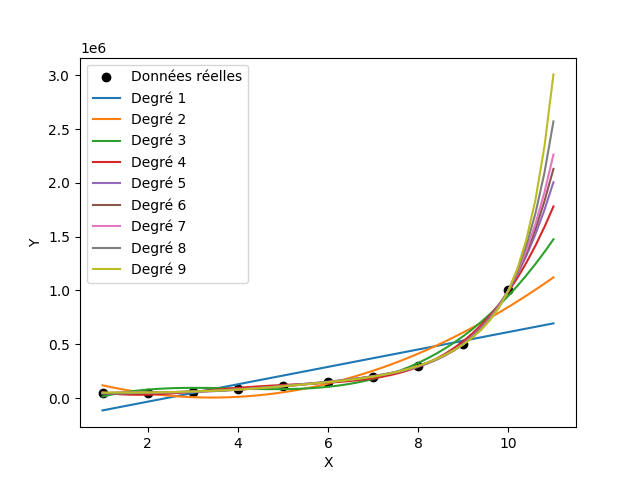 1e6
3.0
2.5
2.0
1.5
1.0
0.5
0.0
Y
2
4
6
8
10
X
Données réelles
Degré 1
Degré 2
Degré 3
Degré 4
Degré 5
Degré 6
Degré 7
Degré 8
Degré 9